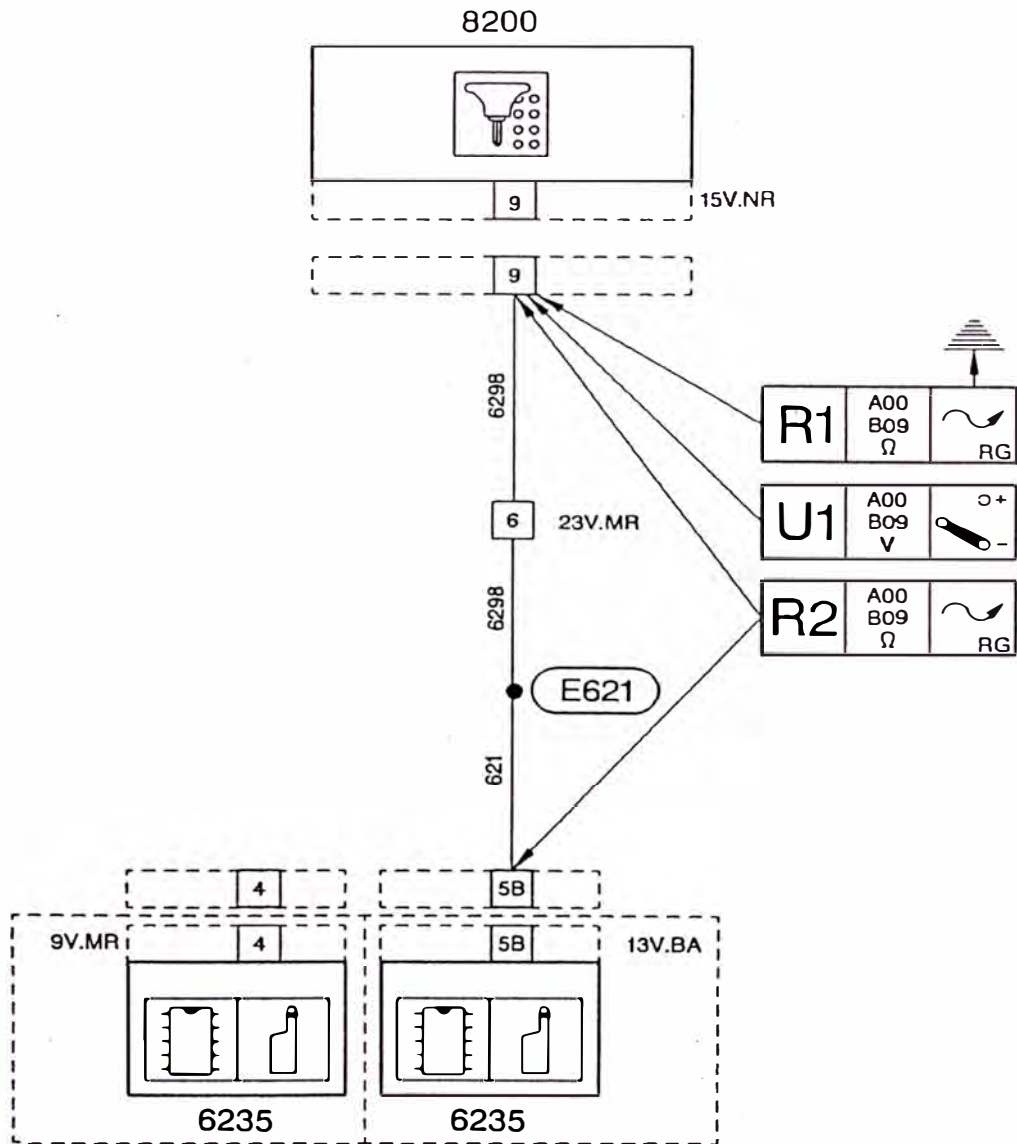 8200
9
15V.NR
9
6298
R1
A00
B09
Ω
RG
6
23V.MR
U1
A00
B09
V
+
-
6298
R2
A00
B09
Ω
RG
E621
621
4
5B
9V.MR
4
5B
13V.BA
6235
6235